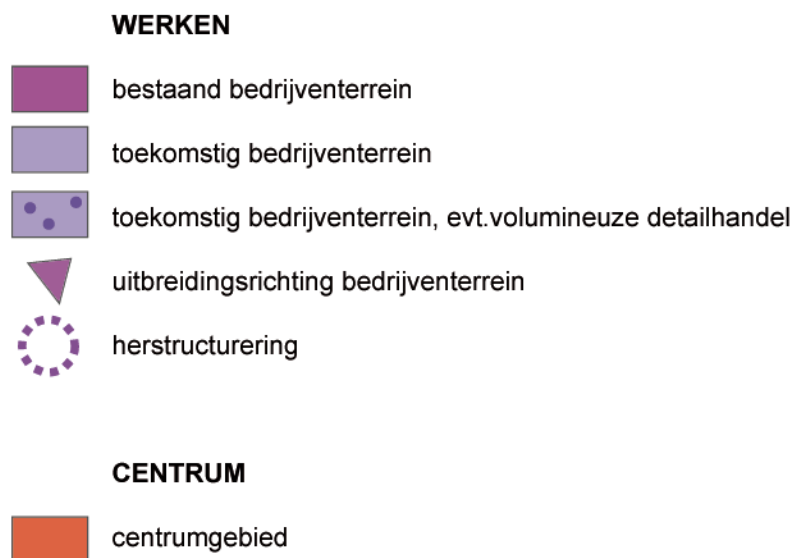 WERKEN
bestaand bedrijventerrein
toekomstig bedrijventerrein
toekomstig bedrijventerrein, evt.volumineuze detailhandel
uitbreidingsrichting bedrijventerrein
herstructurering
CENTRUM
centrumgebied